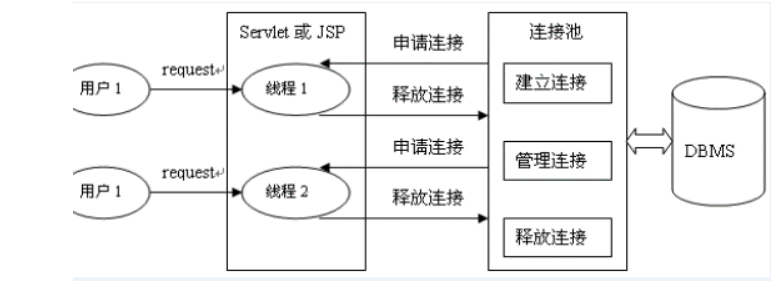 Servlet 或 JSP
连接池
申请连接
request
用户 1
线程 1
建立连接
释放连接
DBMS
申请连接
管理连接
request
用户 1
线程 2
释放连接
释放连接